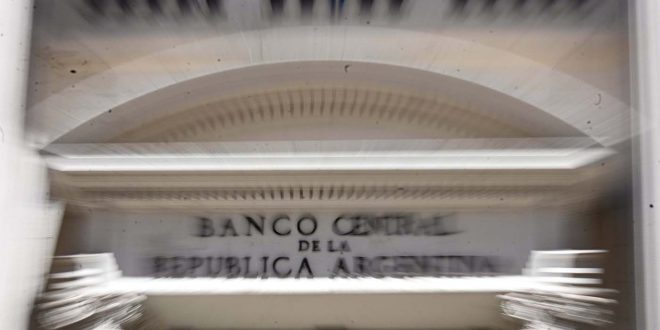 BANCO CENTRAL
DE LA
REPUBLICA ARGENTINA